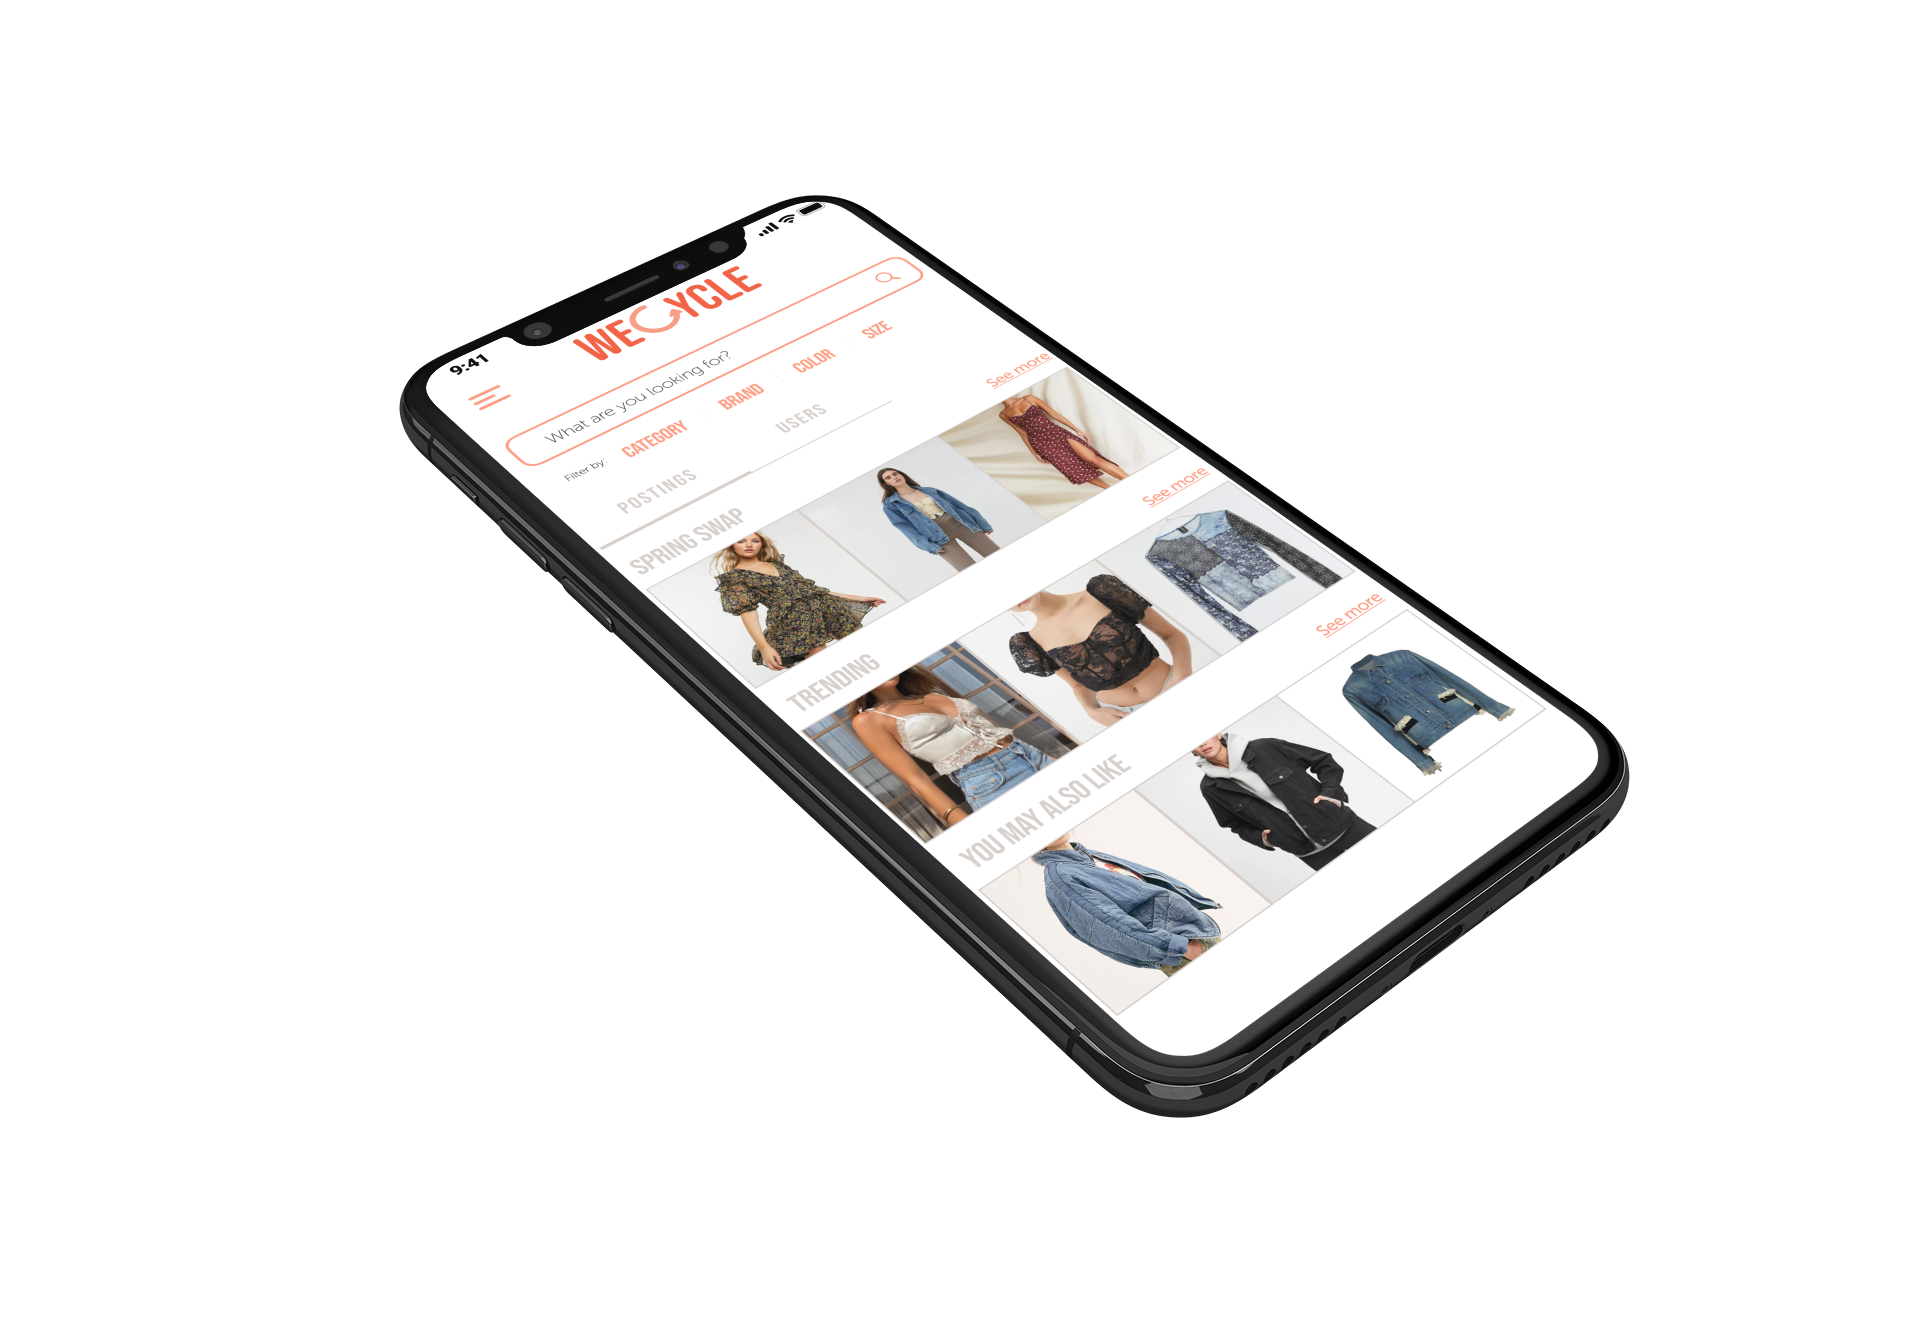 9:41
WECYCLE
What are you looking for?
Filter by: CATEGORY BRAND COLOR SIZE
POSTINGS USERS
SPRING SWAP See more
TRENDING See more
YOU MAY ALSO LIKE See more